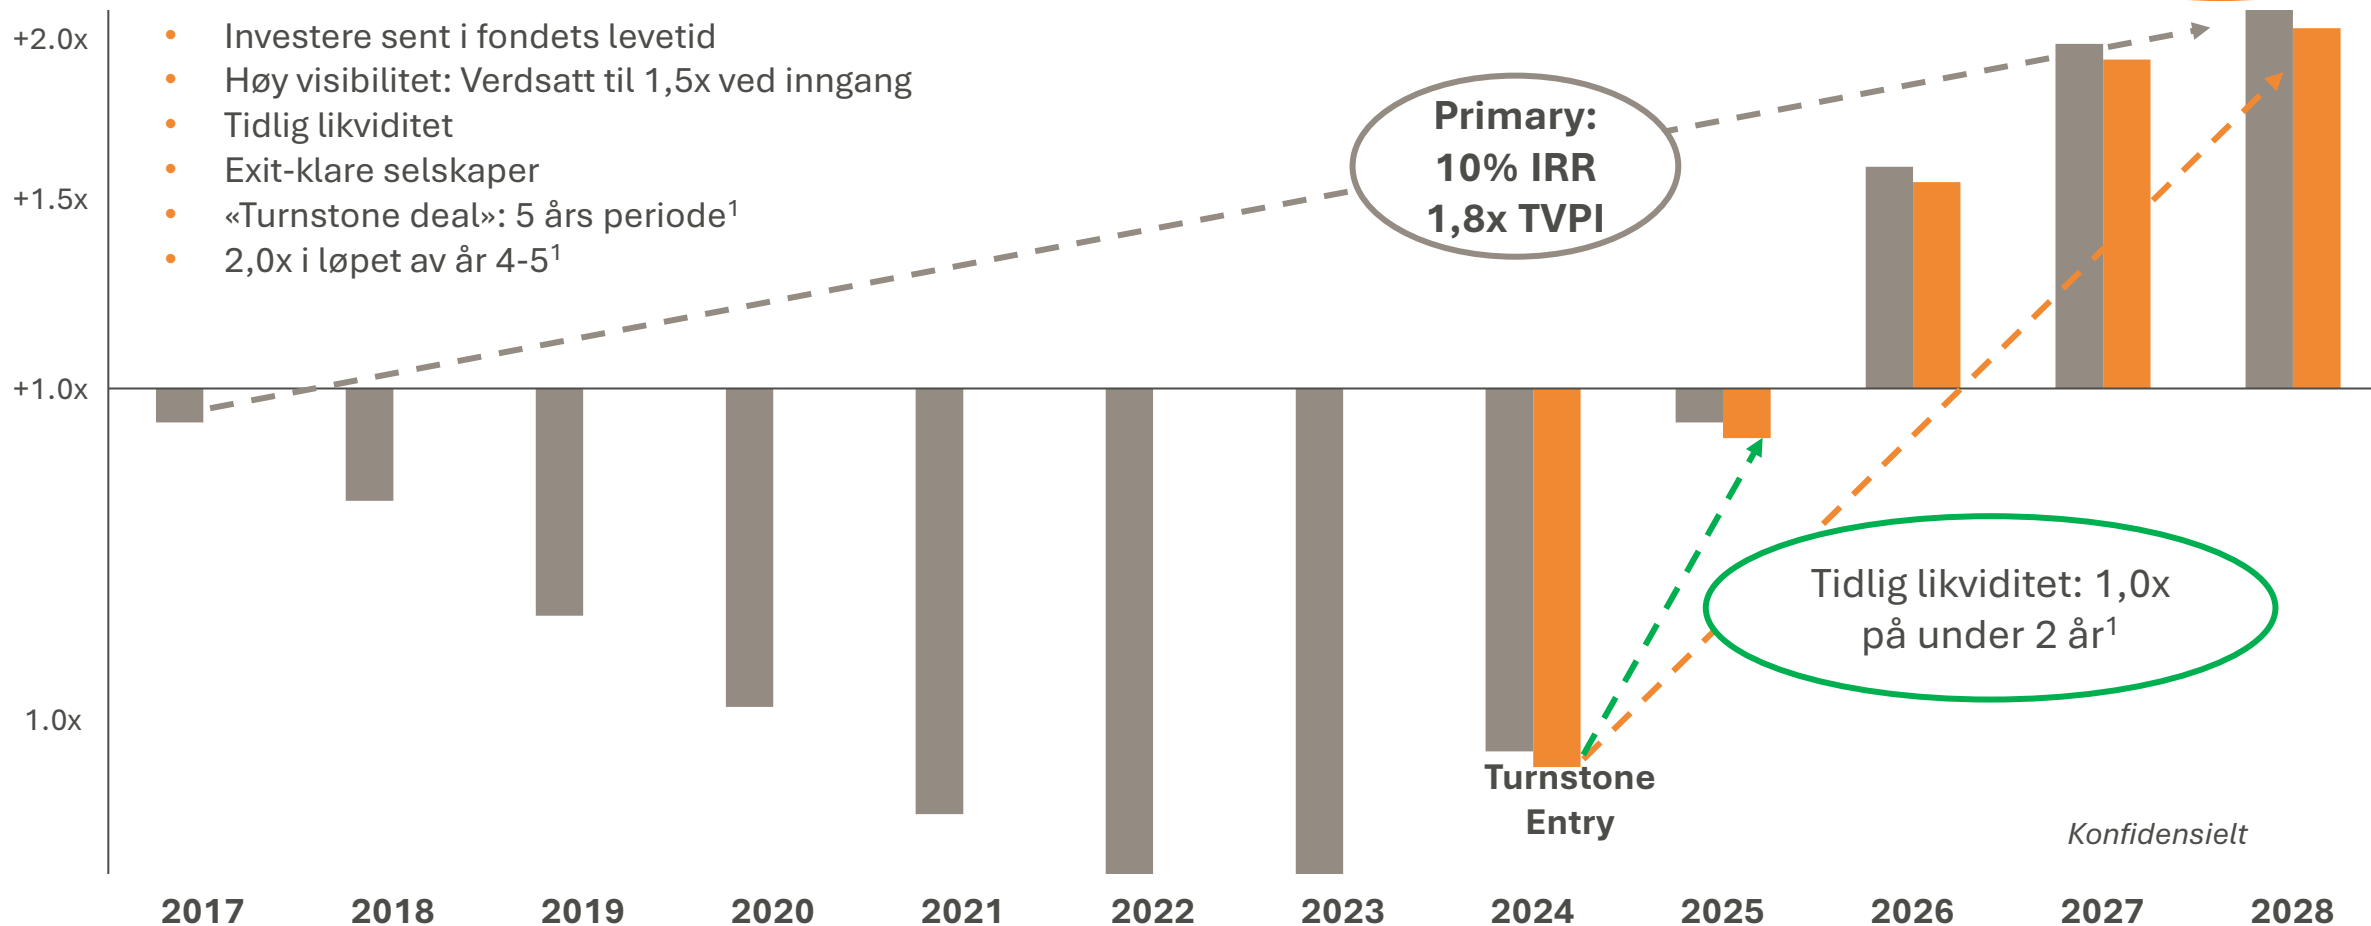 +2.0x
• Investere sent i fondets levetid
• Høy visibilitet: Verdsatt til 1,5x ved inngang
• Tidlig likviditet
• Exit-klare selskaper
• «Turnstone deal»: 5 års periode¹
• 2,0x i løpet av år 4-5¹
Primary:
10% IRR
1,8x TVPI
+1.5x
+1.0x
Tidlig likviditet: 1,0x
på under 2 år¹
1.0x
Turnstone
Entry
Konfidensielt
2017 2018 2019 2020 2021 2022 2023 2024 2025 2026 2027 2028